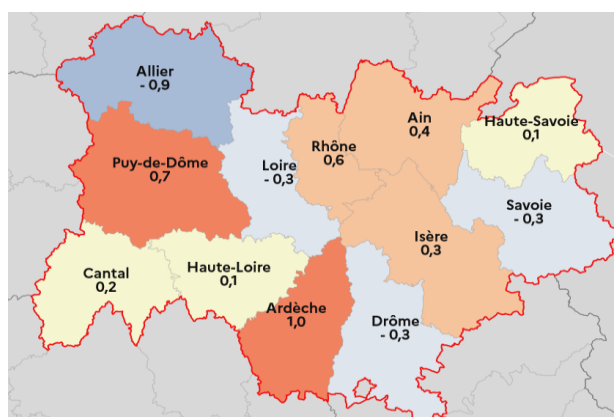 Allier
- 0,9
Puy-de-Dôme
0,7
Loire
- 0,3
Rhône
0,6
Ain
0,4
Haute-Savoie
0,1
Savoie
- 0,3
Isère
0,3
Cantal
0,2
Haute-Loire
0,1
Ardèche
1,0
Drôme
- 0,3